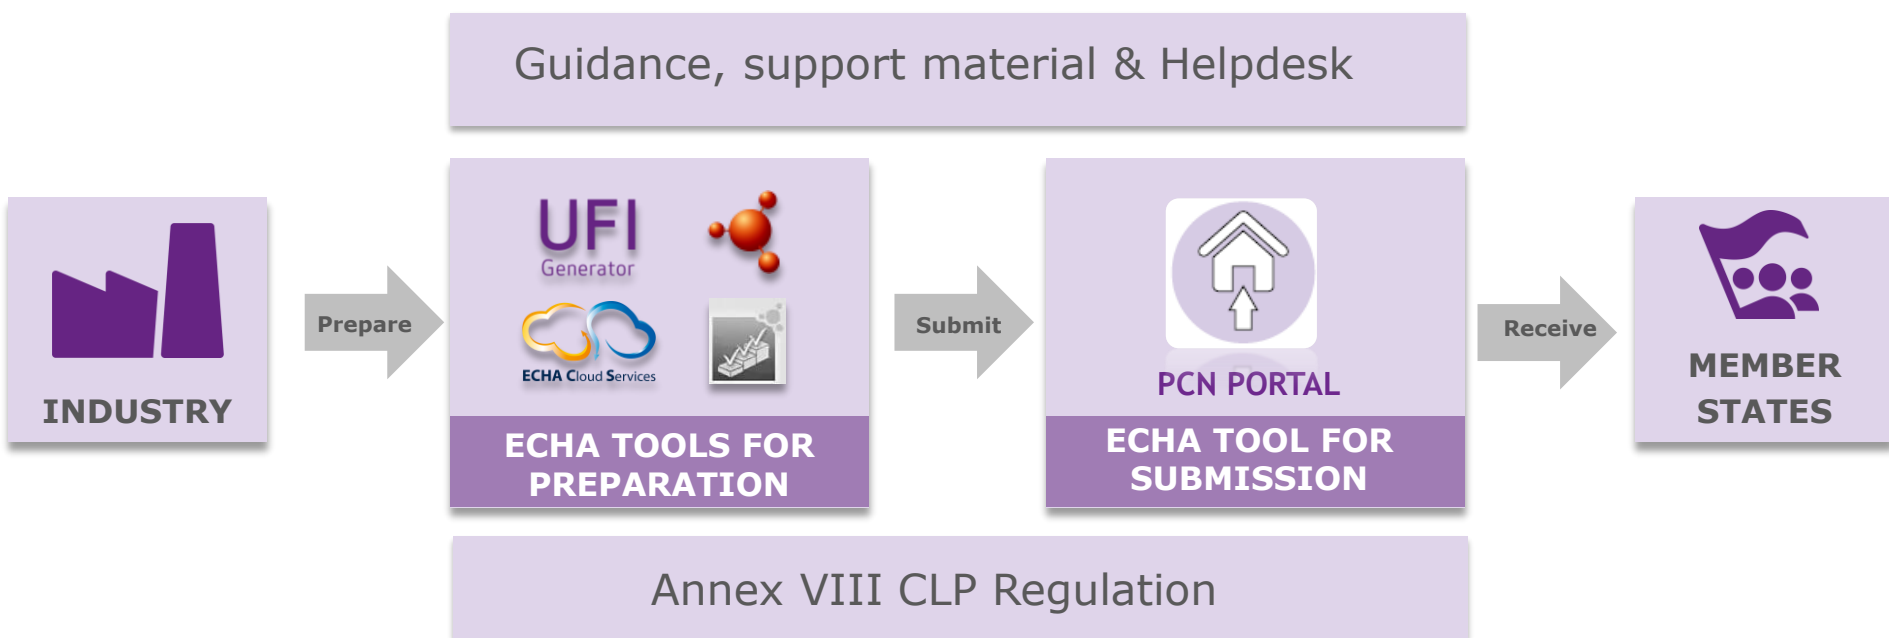 Guidance, support material & Helpdesk
INDUSTRY
Prepare
UFI
Generator
ECHA Cloud Services
ECHA TOOLS FOR
PREPARATION
Submit
PCN PORTAL
ECHA TOOL FOR
SUBMISSION
Receive
MEMBER
STATES
Annex VIII CLP Regulation